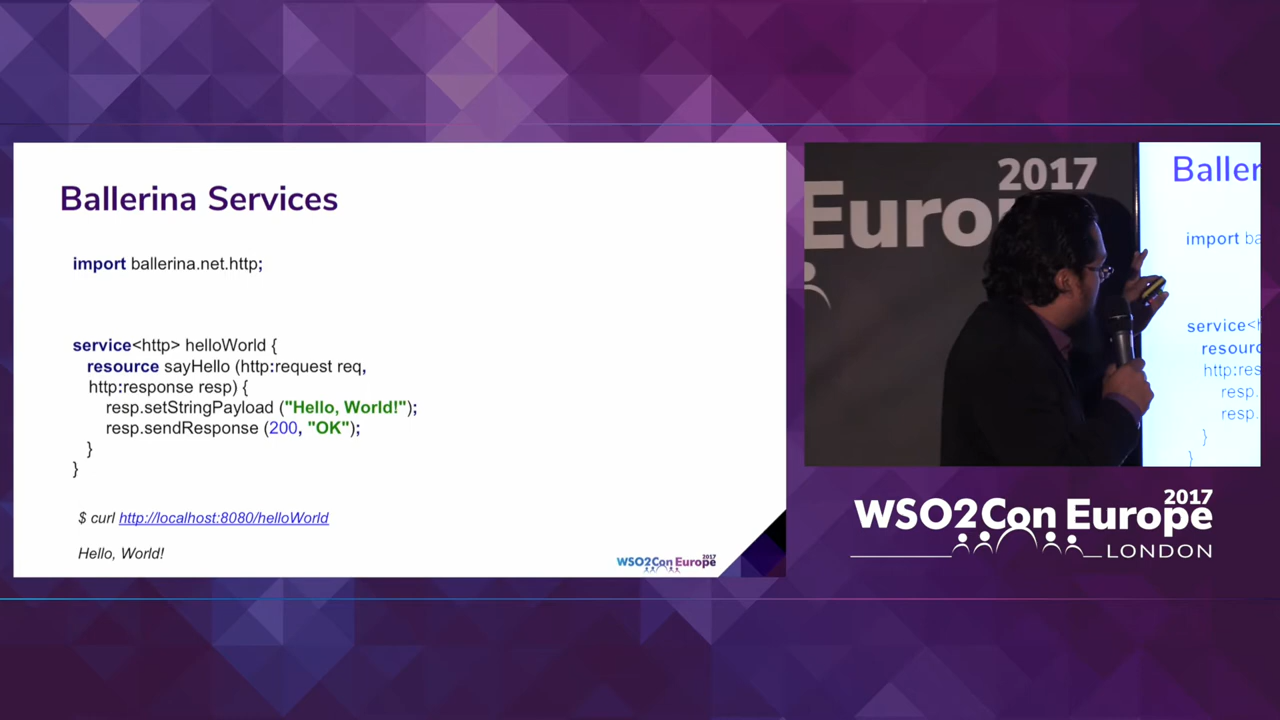 Ballerina Services
import ballerina.net.http;
service<http> helloWorld {
resource sayHello (http:request req,
http:response resp) {
resp.setStringPayload ("Hello, World!");
resp.sendResponse (200, "OK");
}
}
$ curl http://localhost:8080/helloWorld
Hello, World!
WSO2Con Europe 2017
2017
Europ
Baller
import ba
service<h
resourc
http:res
resp.
resp.
}
}
WSO2Con Europe 2017
LONDON